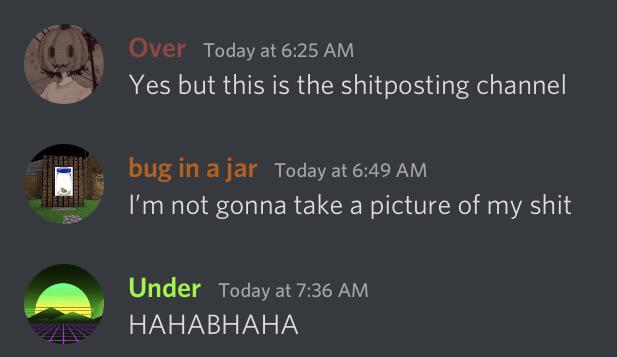 Over Today at 6:25 AM
Yes but this is the shitposting channel
bug in a jar Today at 6:49 AM
I'm not gonna take a picture of my shit
Under Today at 7:36 AM
HAHABHAHA